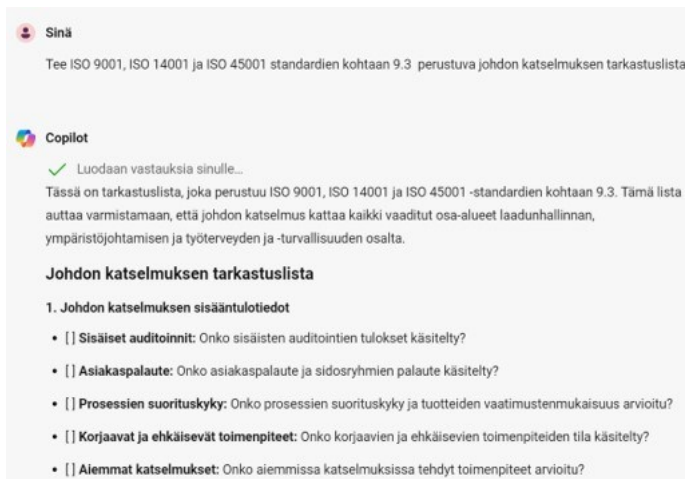 Sinä
Tee ISO 9001, ISO 14001 ja ISO 45001 standardien kohtaan 9.3 perustuva johdon katselmuksen tarkastuslista
Copilot
Luodaan vastauksia sinulle...
Tässä on tarkastuslista, joka perustuu ISO 9001, ISO 14001 ja ISO 45001 -standardien kohtaan 9.3. Tämä lista
auttaa varmistamaan, että johdon katselmus kattaa kaikki vaaditut osa-alueet laadunhallinnan,
ympäristöjohtamisen ja työterveyden ja -turvallisuuden osalta.
Johdon katselmuksen tarkastuslista
1. Johdon katselmuksen sisääntulotiedot
• [ ] Sisäiset auditoinnit: Onko sisäisten auditointien tulokset käsitelty?
• [ ] Asiakaspalaute: Onko asiakaspalaute ja sidosryhmien palaute käsitelty?
• [ ] Prosessien suorituskyky: Onko prosessien suorituskyky ja tuotteiden vaatimustenmukaisuus arvioitu?
• [ ] Korjaavat ja ehkäisevät toimenpiteet: Onko korjaavien ja ehkäisevien toimenpiteiden tila käsitelty?
• [ ] Aiemmat katselmukset: Onko aiemmissa katselmuksissa tehdyt toimenpiteet arvioitu?